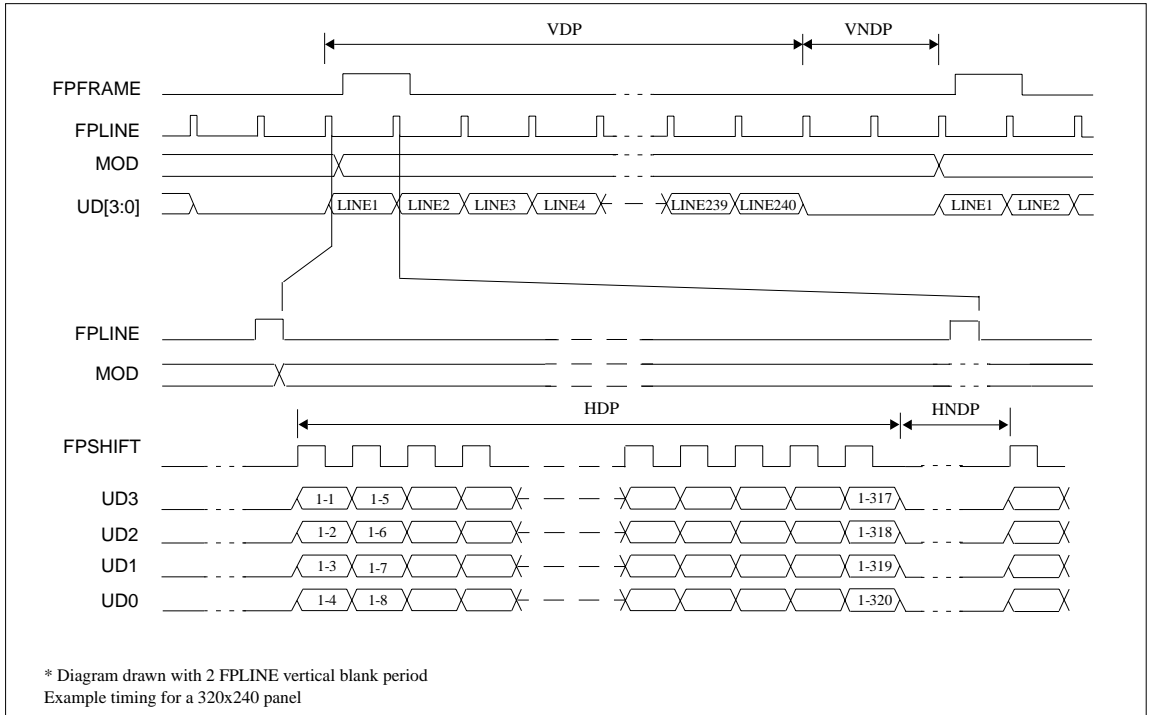 VDP VNDP
FPFRAME
FPLINE
MOD
UD[3:0] LINE1 LINE2 LINE3 LINE4 LINE239 LINE240 LINE1 LINE2
FPLINE
MOD
HDP HNDP
FPSHIFT
UD3 1-1 1-5 1-317
UD2 1-2 1-6 1-318
UD1 1-3 1-7 1-319
UD0 1-4 1-8 1-320
* Diagram drawn with 2 FPLINE vertical blank period
Example timing for a 320x240 panel